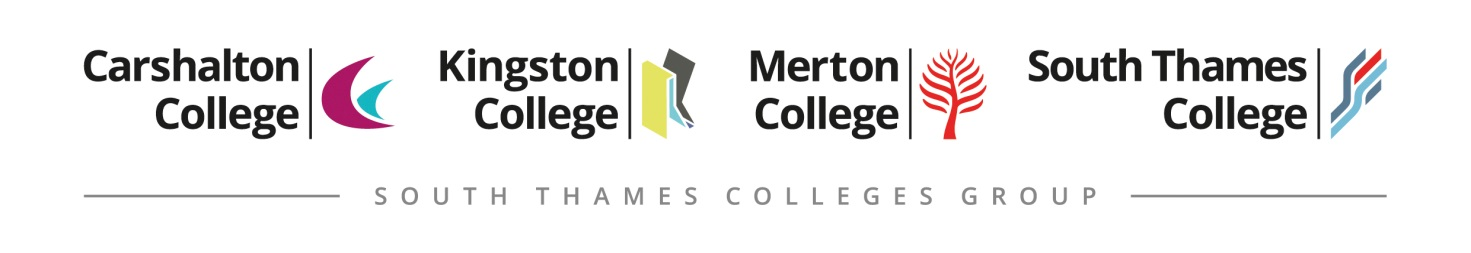 Carshalton
College
Kingston
College
Merton
College
South Thames
College
SOUTH THAMES COLLEGES GROUP